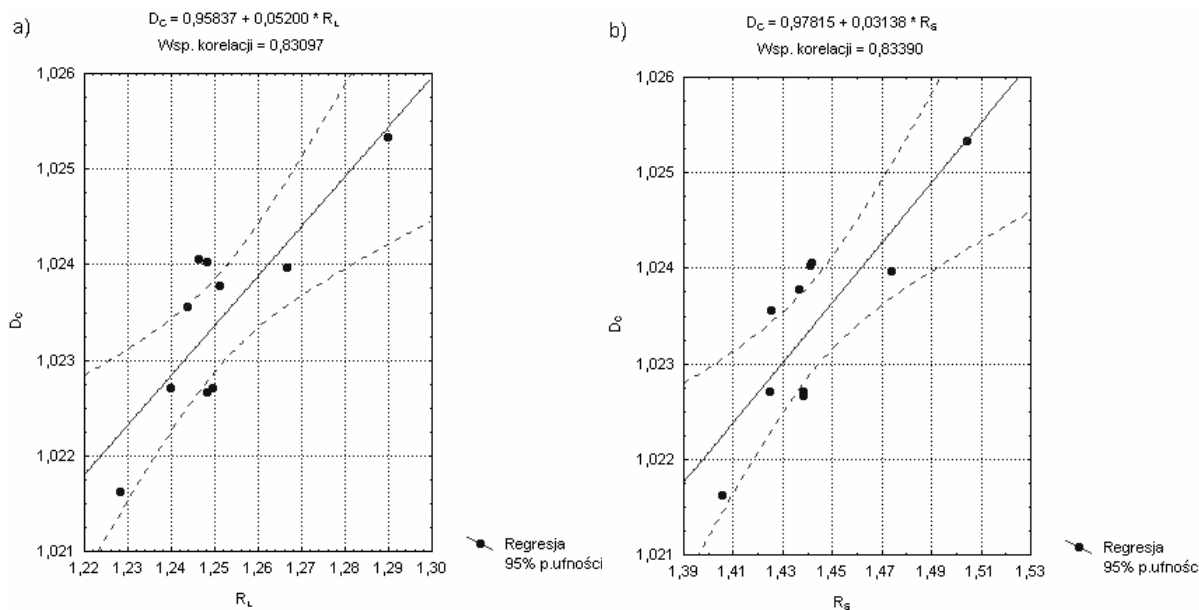 a)
D_C = 0,95837 + 0,05200 * R_L
Wsp. korelacji = 0,83097
1,026
1,025
1,024
1,023
1,022
1,021
D_C
1,22 1,23 1,24 1,25 1,26 1,27 1,28 1,29 1,30
R_L
Regresja
95% p.ufności
b)
D_C = 0,97815 + 0,03138 * R_S
Wsp. korelacji = 0,83390
1,026
1,025
1,024
1,023
1,022
1,021
D_C
1,39 1,41 1,43 1,45 1,47 1,49 1,51 1,53
R_S
Regresja
95% p.ufności